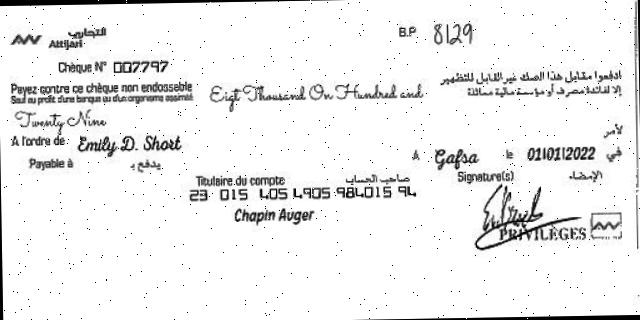 التجاري
Attijari
B.P 8129
Chèque N° 007797
Payez contre ce chèque non endossable
Sauf au profit d'une banque ou d'un organisme assimilé
Eigt Thousand On Hundred and
ادفعوا مقابل هذا الصك غير القابل للتظهير
إلا لفائدة مصرف أو مؤسسة مالية مماثلة
Twenty Nine
لأمر
A l'ordre de: Emily D. Short
A Gafsa le 01|01|2022 في
Payable à يدفع بـ
Titulaire du compte صاحب الحساب
Signature(s) الإمضاء
23 015 405 4905 984015 94
Chapin Auger
PRIVILÈGES